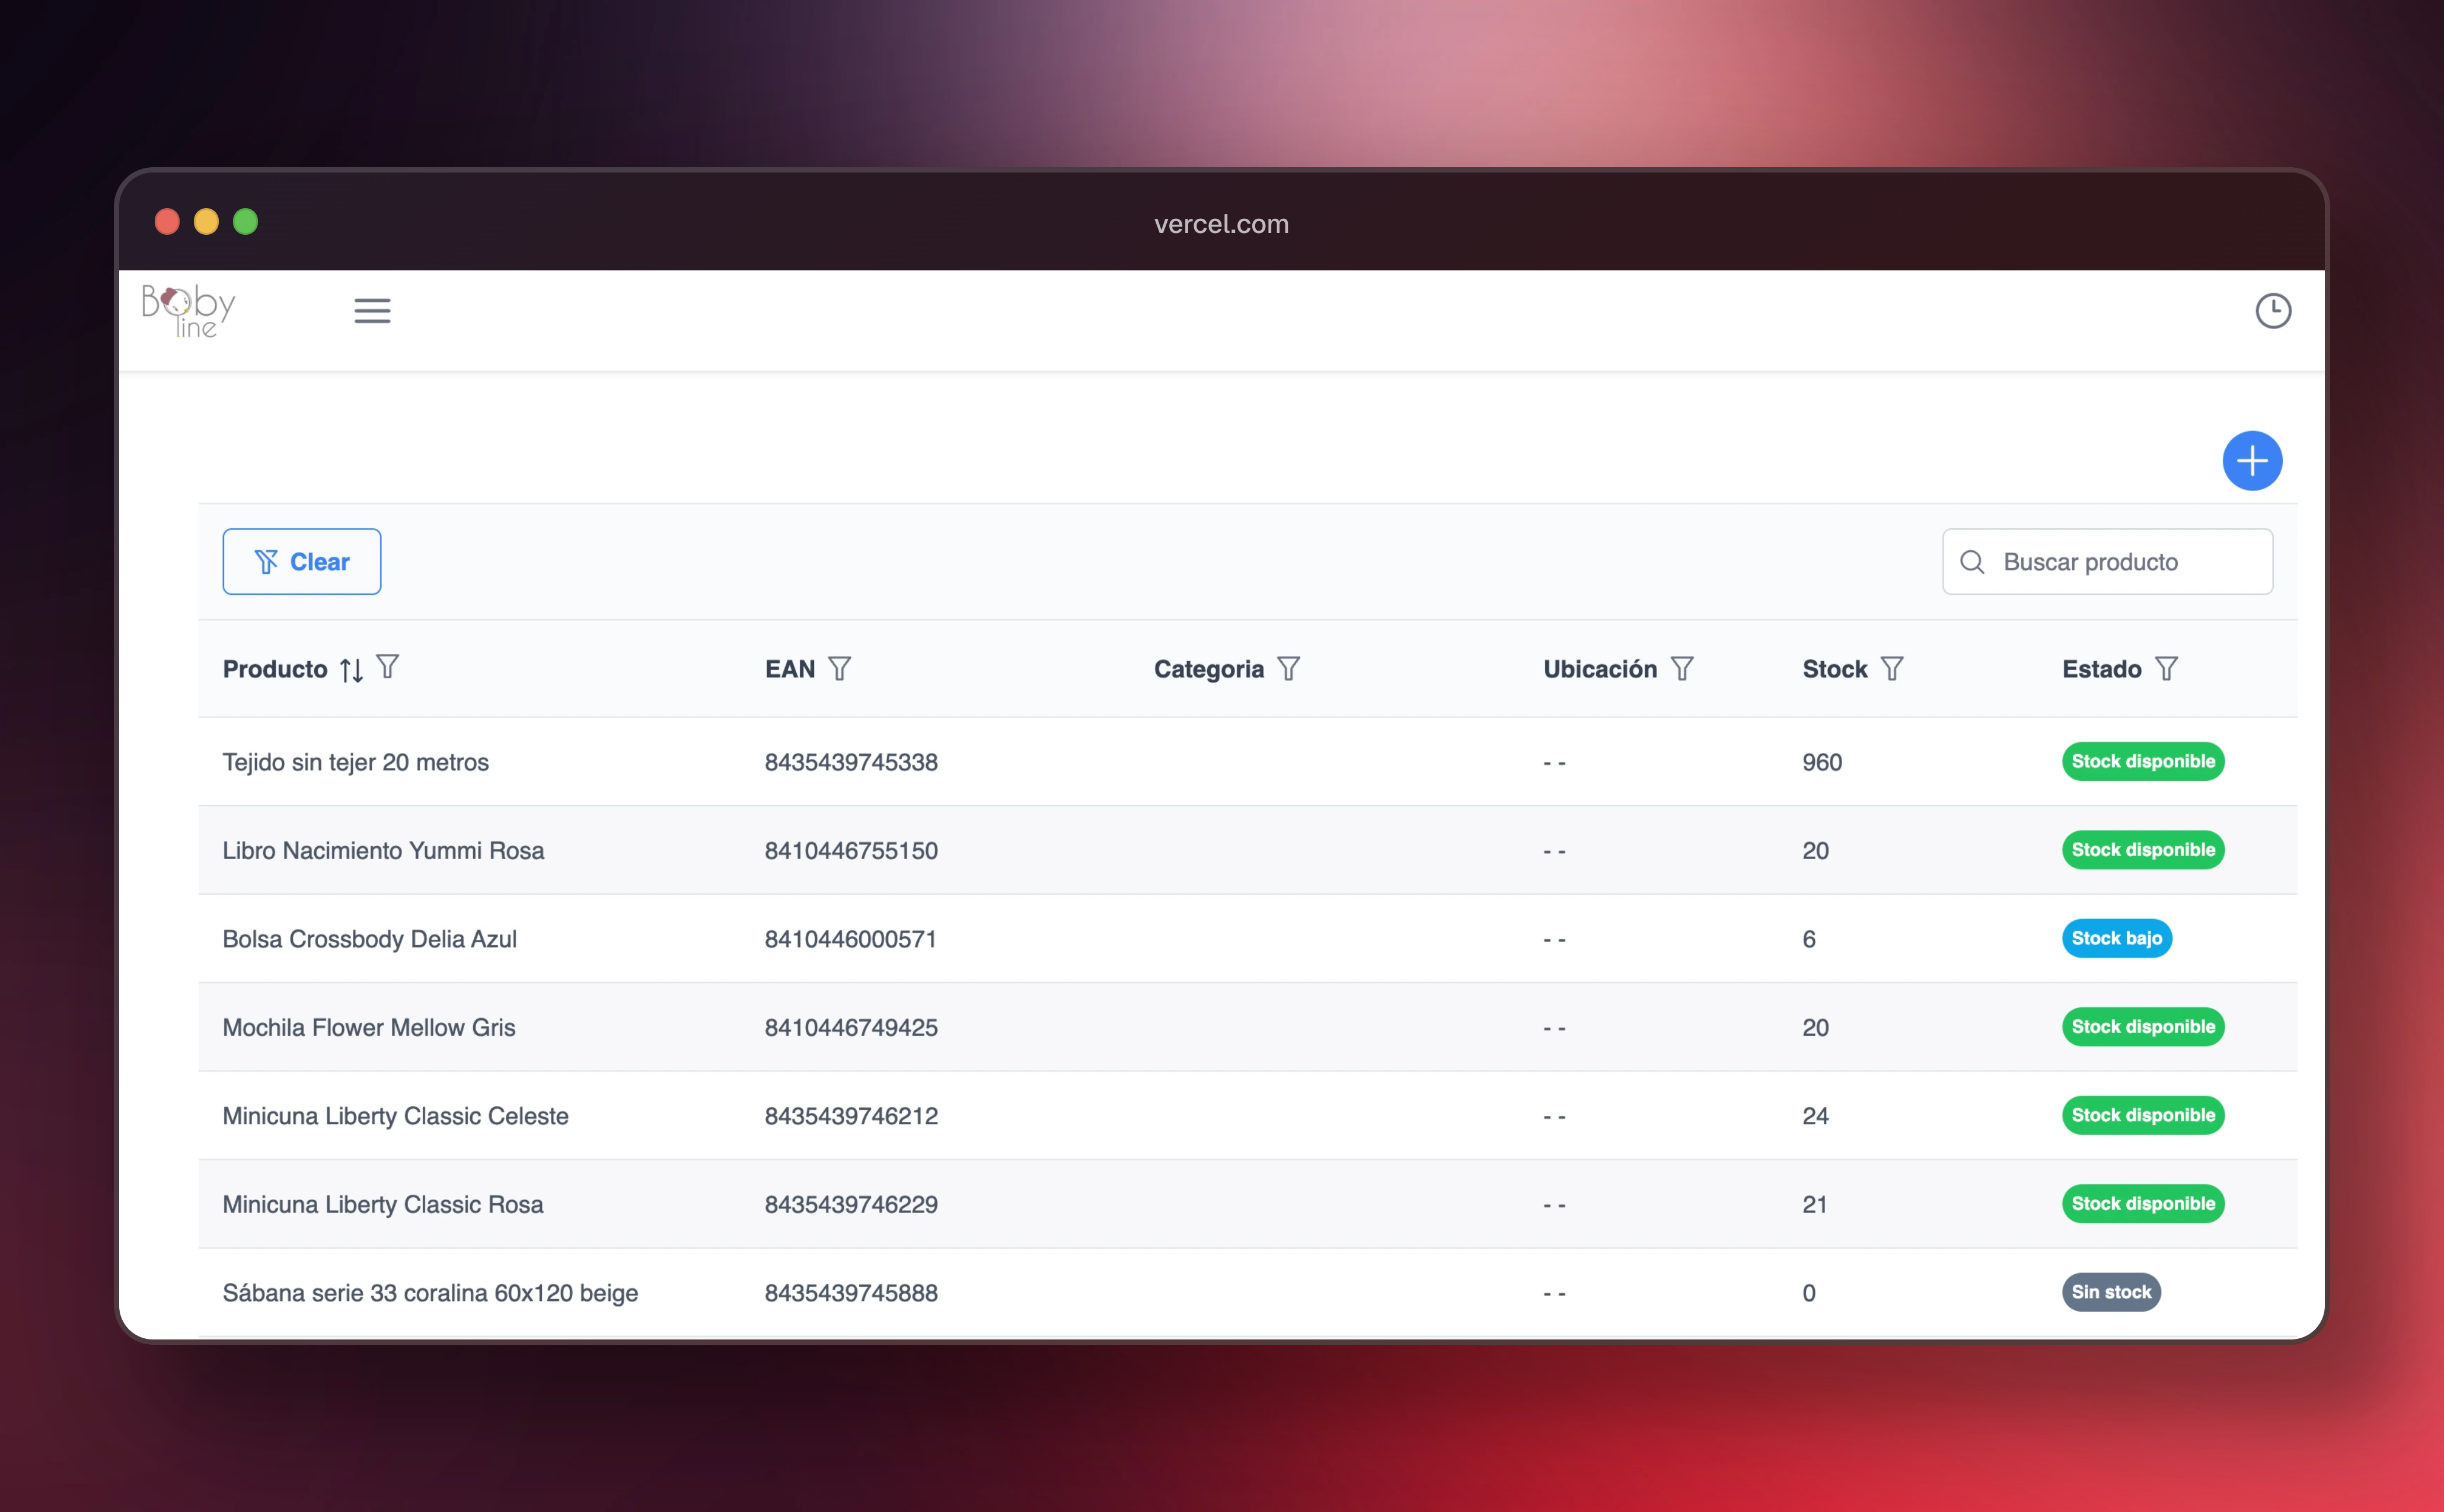 vercel.com
Boby
line
Clear
Buscar producto
Producto EAN Categoria Ubicación Stock Estado
Tejido sin tejer 20 metros 8435439745338 - - 960 Stock disponible
Libro Nacimiento Yummi Rosa 8410446755150 - - 20 Stock disponible
Bolsa Crossbody Delia Azul 8410446000571 - - 6 Stock bajo
Mochila Flower Mellow Gris 8410446749425 - - 20 Stock disponible
Minicuna Liberty Classic Celeste 8435439746212 - - 24 Stock disponible
Minicuna Liberty Classic Rosa 8435439746229 - - 21 Stock disponible
Sábana serie 33 coralina 60x120 beige 8435439745888 - - 0 Sin stock